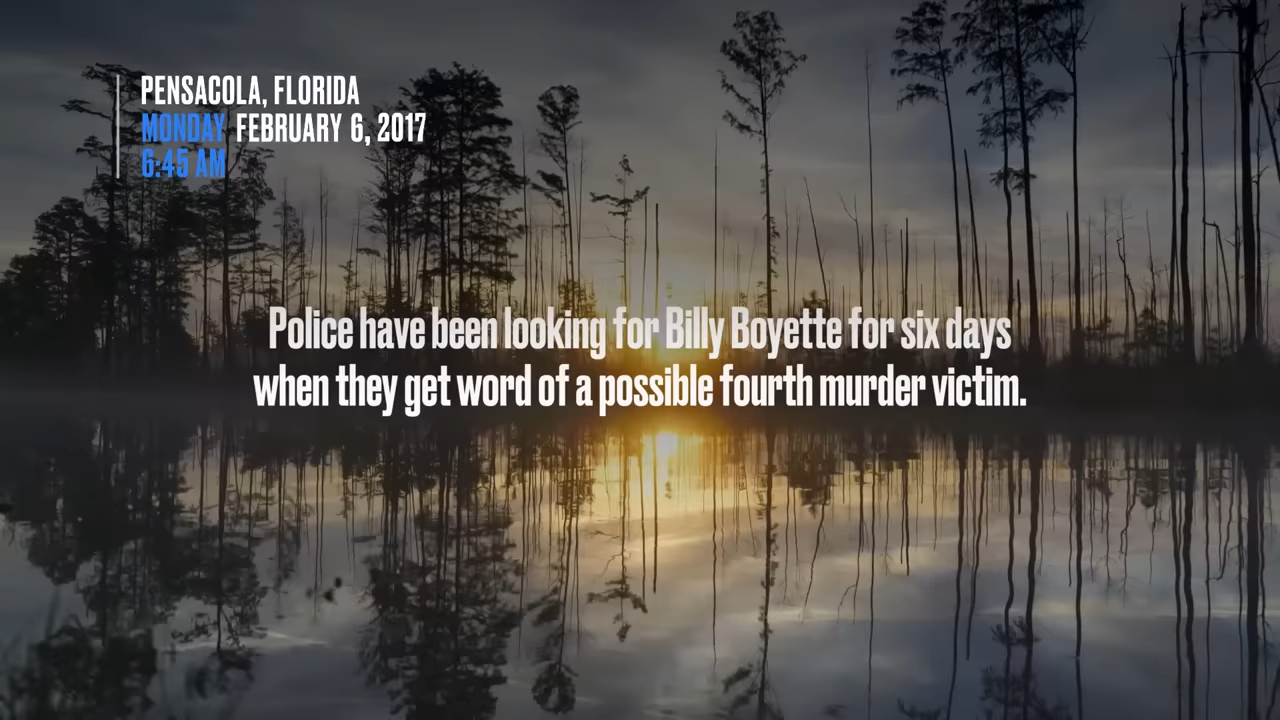 PENSACOLA, FLORIDA
MONDAY FEBRUARY 6, 2017
6:45 AM
Police have been looking for Billy Boyette for six days
when they get word of a possible fourth murder victim.